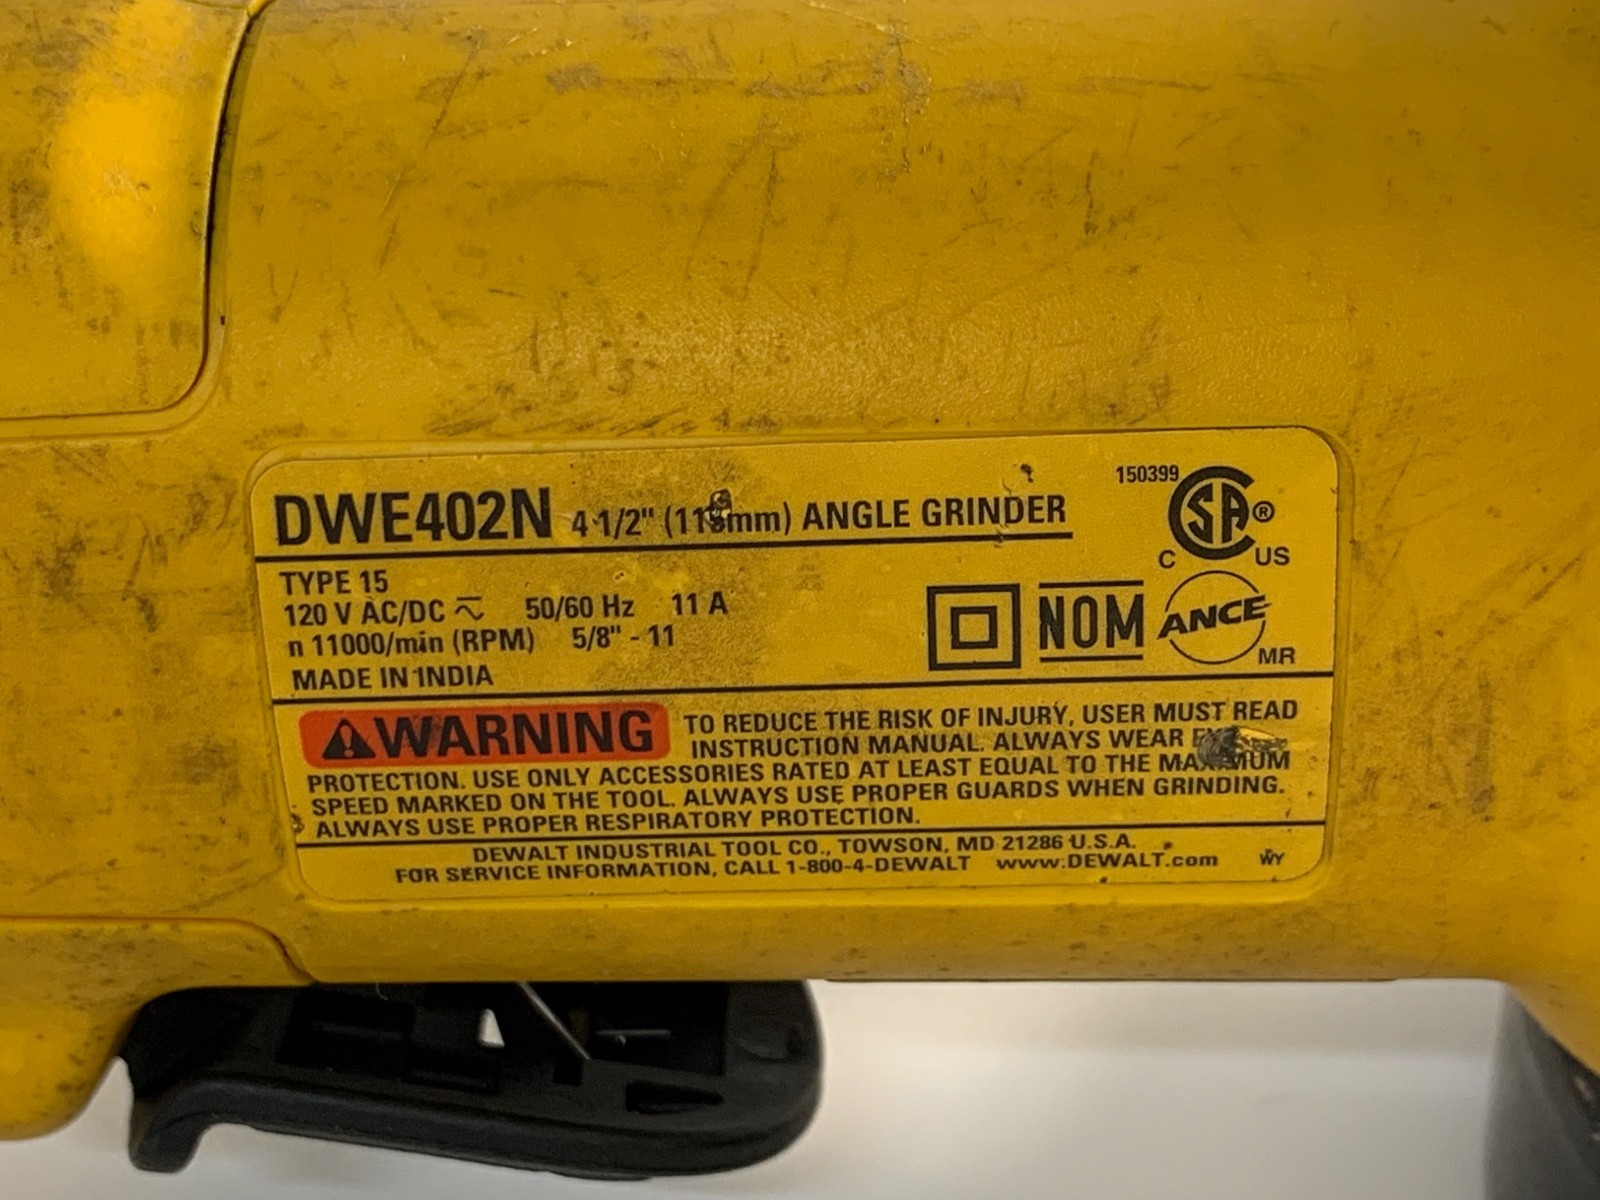 DWE402N 4 1/2" (115mm) ANGLE GRINDER
150399
CSA®
C US
TYPE 15
120 V AC/DC ⎓∼ 50/60 Hz 11 A
n 11000/min (RPM) 5/8" - 11
MADE IN INDIA
NOM ANCE
MR
WARNING TO REDUCE THE RISK OF INJURY, USER MUST READ
INSTRUCTION MANUAL. ALWAYS WEAR EYE
PROTECTION. USE ONLY ACCESSORIES RATED AT LEAST EQUAL TO THE MAXIMUM
SPEED MARKED ON THE TOOL. ALWAYS USE PROPER GUARDS WHEN GRINDING.
ALWAYS USE PROPER RESPIRATORY PROTECTION.
DEWALT INDUSTRIAL TOOL CO., TOWSON, MD 21286 U.S.A.
FOR SERVICE INFORMATION, CALL 1-800-4-DEWALT www.DEWALT.com WY